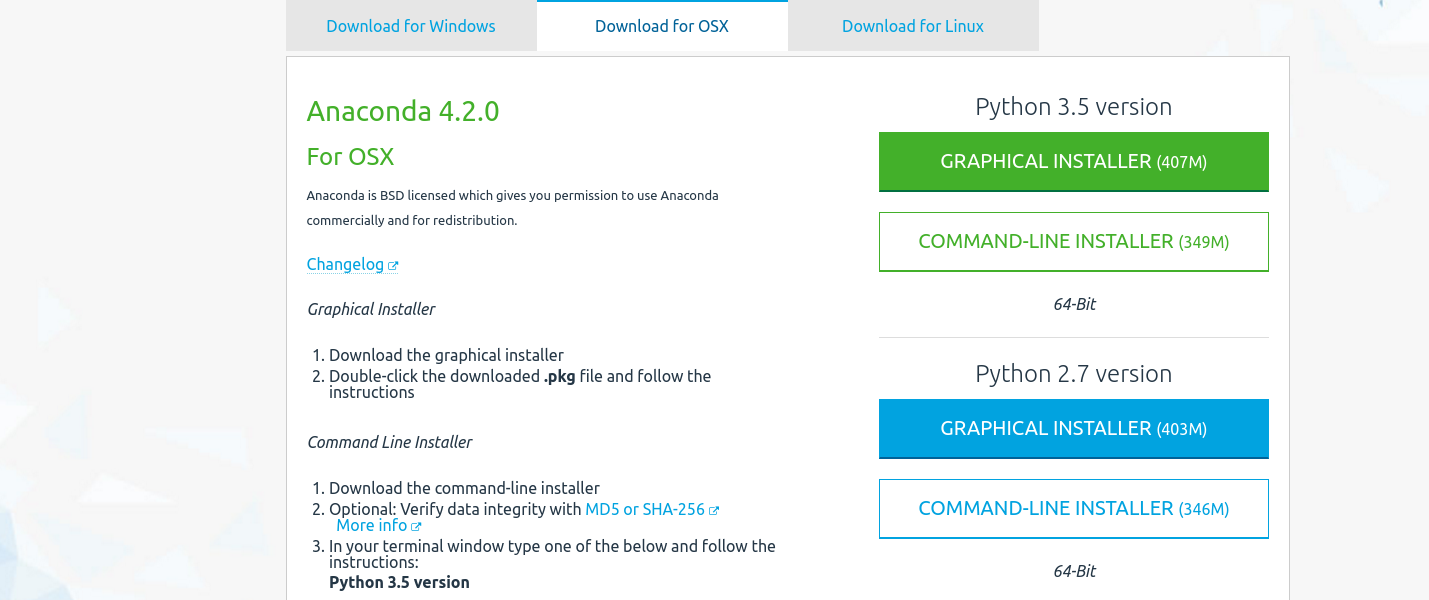 Download for Windows
Download for OSX
Download for Linux
Anaconda 4.2.0
For OSX
Anaconda is BSD licensed which gives you permission to use Anaconda
commercially and for redistribution.
Changelog
Graphical Installer
1. Download the graphical installer
2. Double-click the downloaded .pkg file and follow the
instructions
Command Line Installer
1. Download the command-line installer
2. Optional: Verify data integrity with MD5 or SHA-256
More info
3. In your terminal window type one of the below and follow the
instructions:
Python 3.5 version
Python 3.5 version
GRAPHICAL INSTALLER (407M)
COMMAND-LINE INSTALLER (349M)
64-Bit
Python 2.7 version
GRAPHICAL INSTALLER (403M)
COMMAND-LINE INSTALLER (346M)
64-Bit